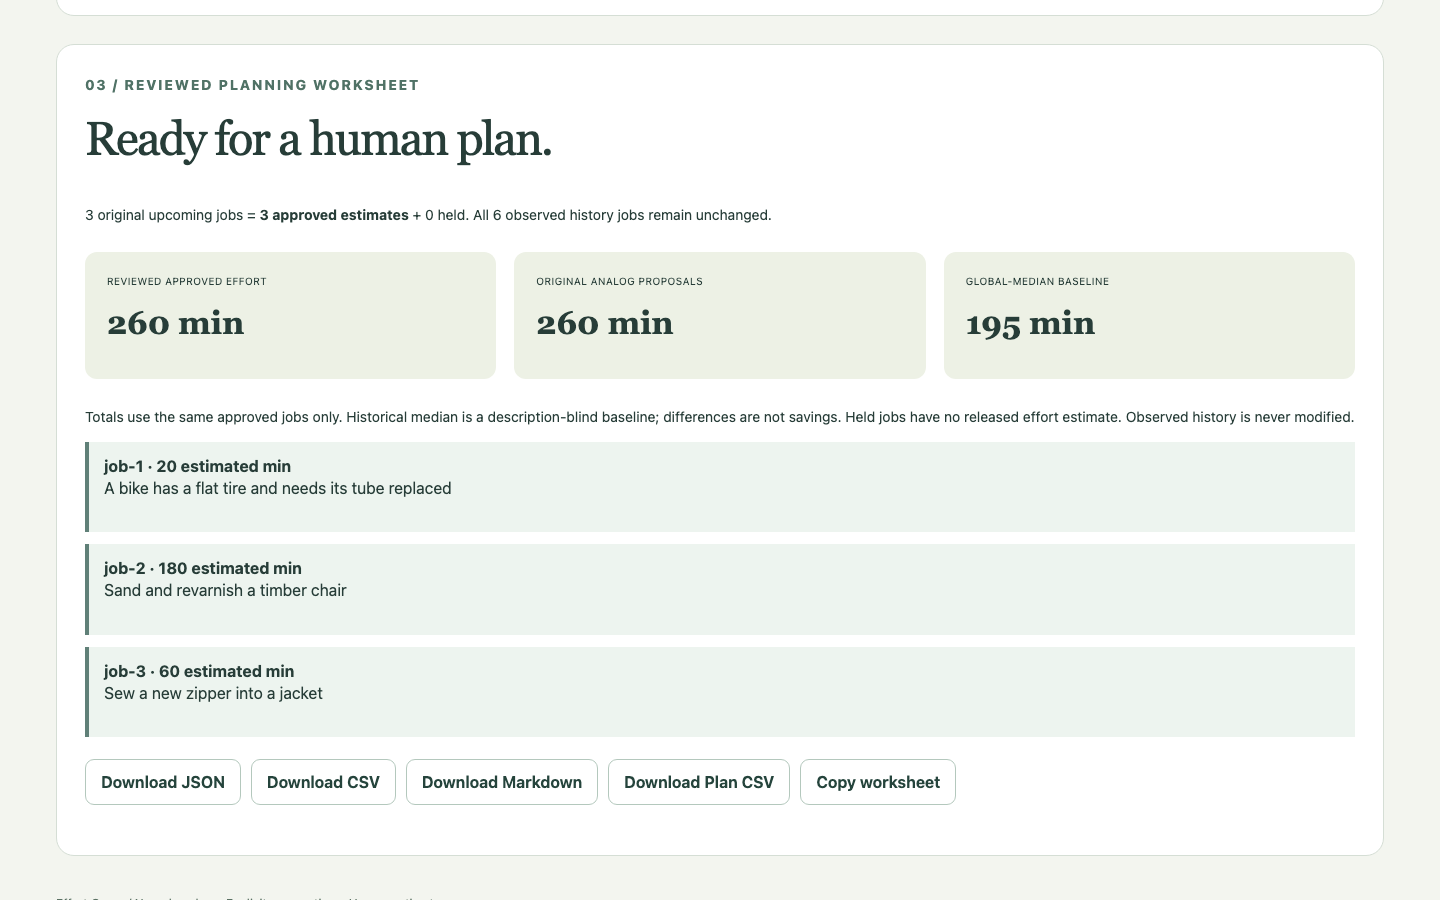 03 / REVIEWED PLANNING WORKSHEET
Ready for a human plan.
3 original upcoming jobs = 3 approved estimates + 0 held. All 6 observed history jobs remain unchanged.
REVIEWED APPROVED EFFORT
260 min
ORIGINAL ANALOG PROPOSALS
260 min
GLOBAL-MEDIAN BASELINE
195 min
Totals use the same approved jobs only. Historical median is a description-blind baseline; differences are not savings. Held jobs have no released effort estimate. Observed history is never modified.
job-1 · 20 estimated min
A bike has a flat tire and needs its tube replaced
job-2 · 180 estimated min
Sand and revarnish a timber chair
job-3 · 60 estimated min
Sew a new zipper into a jacket
Download JSON
Download CSV
Download Markdown
Download Plan CSV
Copy worksheet